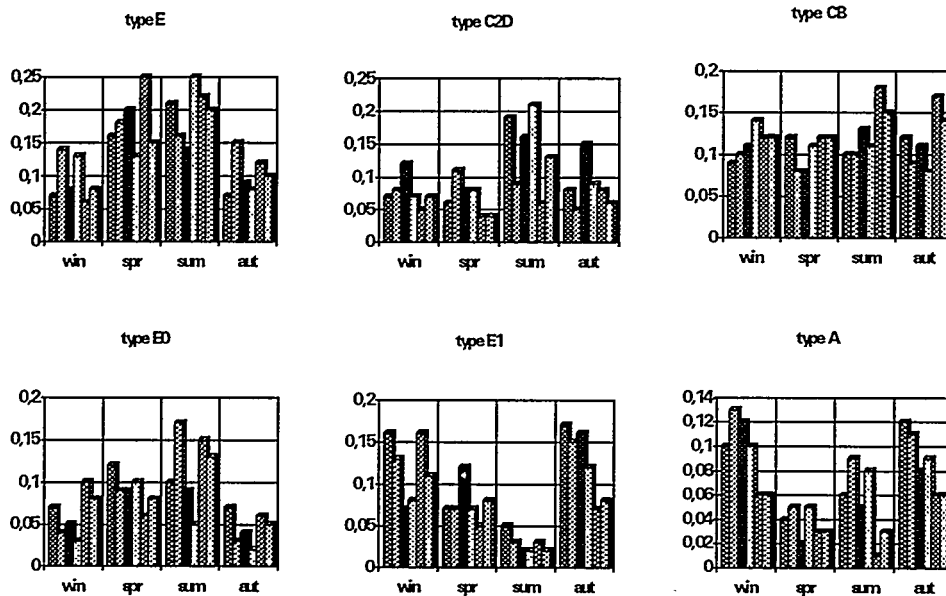 type E
type C2D
type CB
0,25
0,2
0,15
0,1
0,05
0
win spr sum aut
0,25
0,2
0,15
0,1
0,05
0
win spr sum aut
0,2
0,15
0,1
0,05
0
win spr sum aut
type E0
type E1
type A
0,2
0,15
0,1
0,05
0
win spr sum aut
0,2
0,15
0,1
0,05
0
win spr sum aut
0,14
0,12
0,1
0,08
0,06
0,04
0,02
0
win spr sum aut